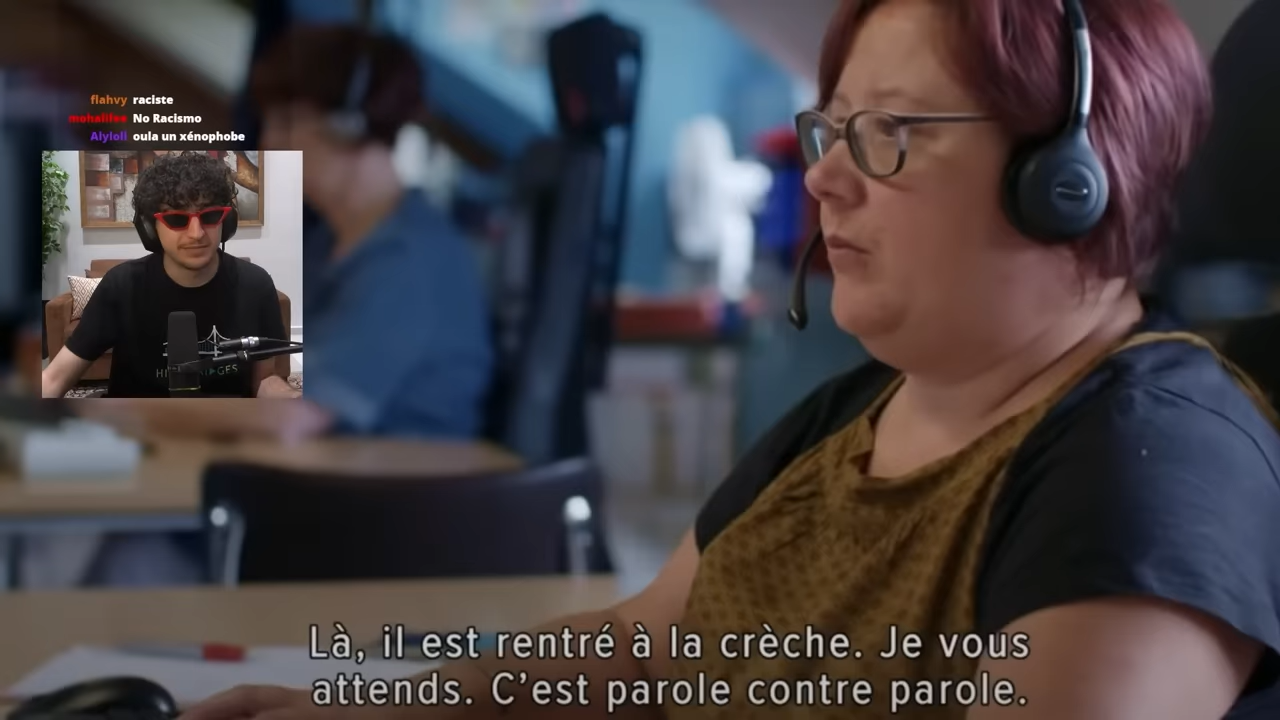 flahvy raciste
mohalilee No Racismo
Alyloli oula un xénophobe
Là, il est rentré à la crèche. Je vous
attends. C'est parole contre parole.